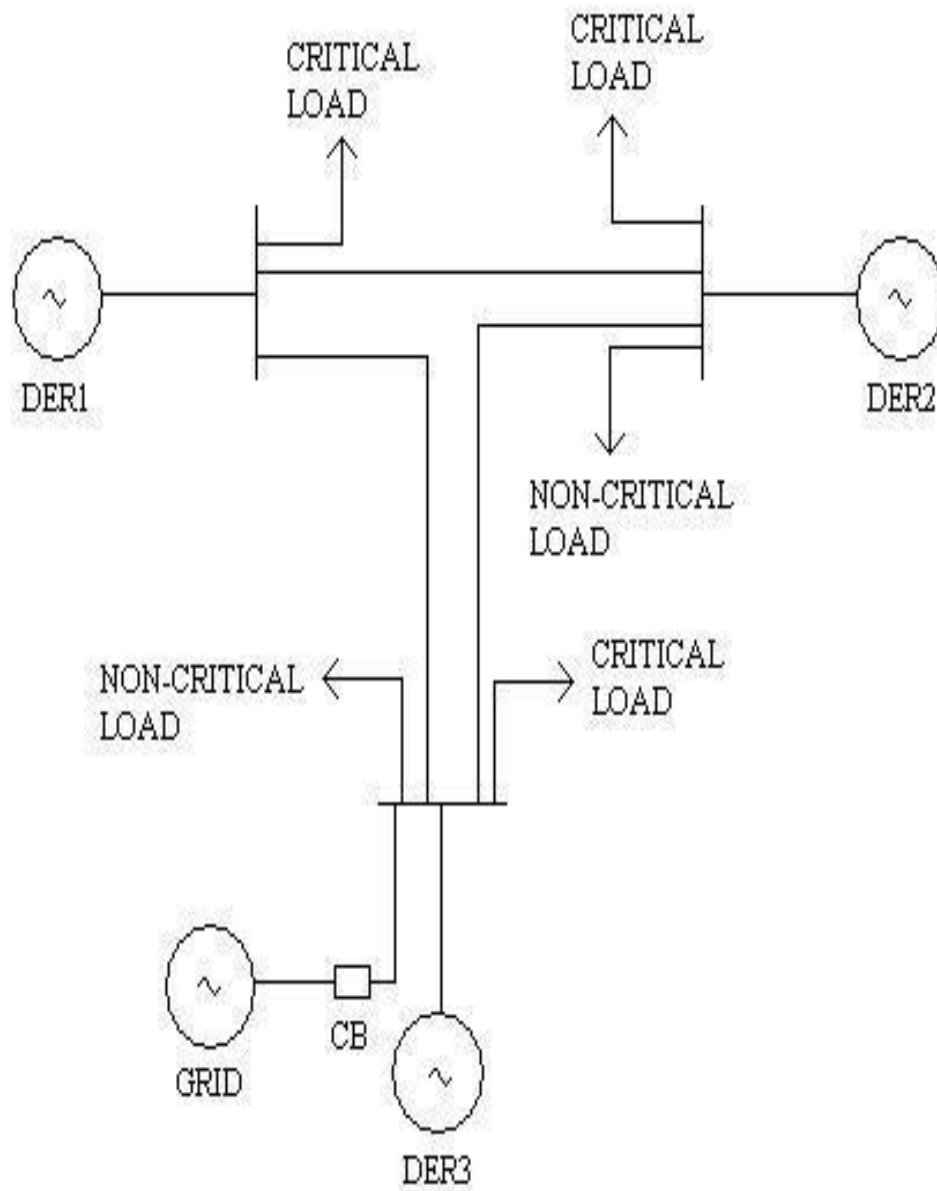 CRITICAL
LOAD
CRITICAL
LOAD
DER1
DER2
NON-CRITICAL
LOAD
NON-CRITICAL
LOAD
CRITICAL
LOAD
CB
GRID
DER3